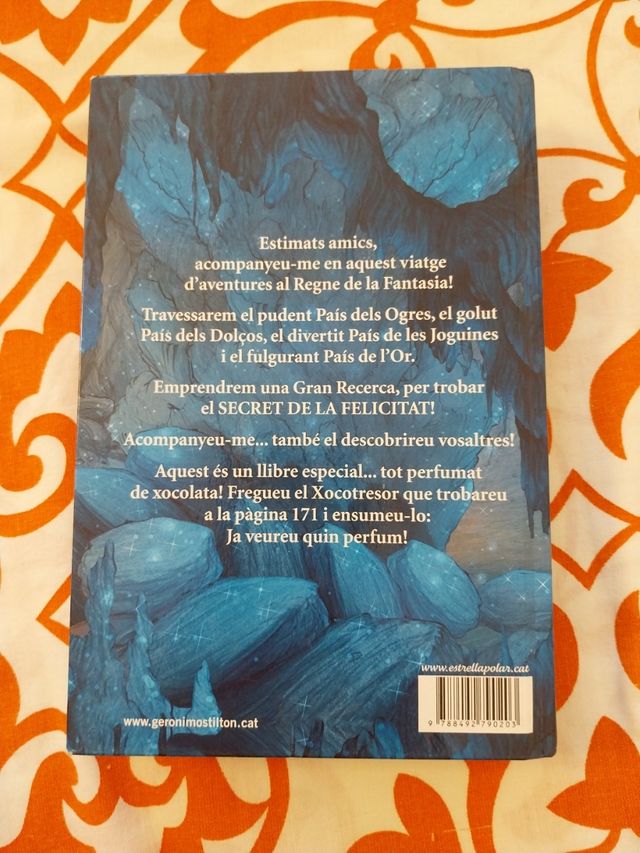 Estimats amics,
acompanyeu-me en aquest viatge
d'aventures al Regne de la Fantasia!
Travessarem el pudent País dels Ogres, el golut
País dels Dolços, el divertit País de les Joguines
i el fulgurant País de l'Or.
Emprendrem una Gran Recerca, per trobar
el SECRET DE LA FELICITAT!
Acompanyeu-me... també el descobrireu vosaltres!
Aquest és un llibre especial... tot perfumat
de xocolata! Fregueu el Xocotresor que trobareu
a la pàgina 171 i ensumeu-lo:
Ja veureu quin perfum!
www.estrellapolar.cat
www.geronimostilton.cat
9 788492 790203